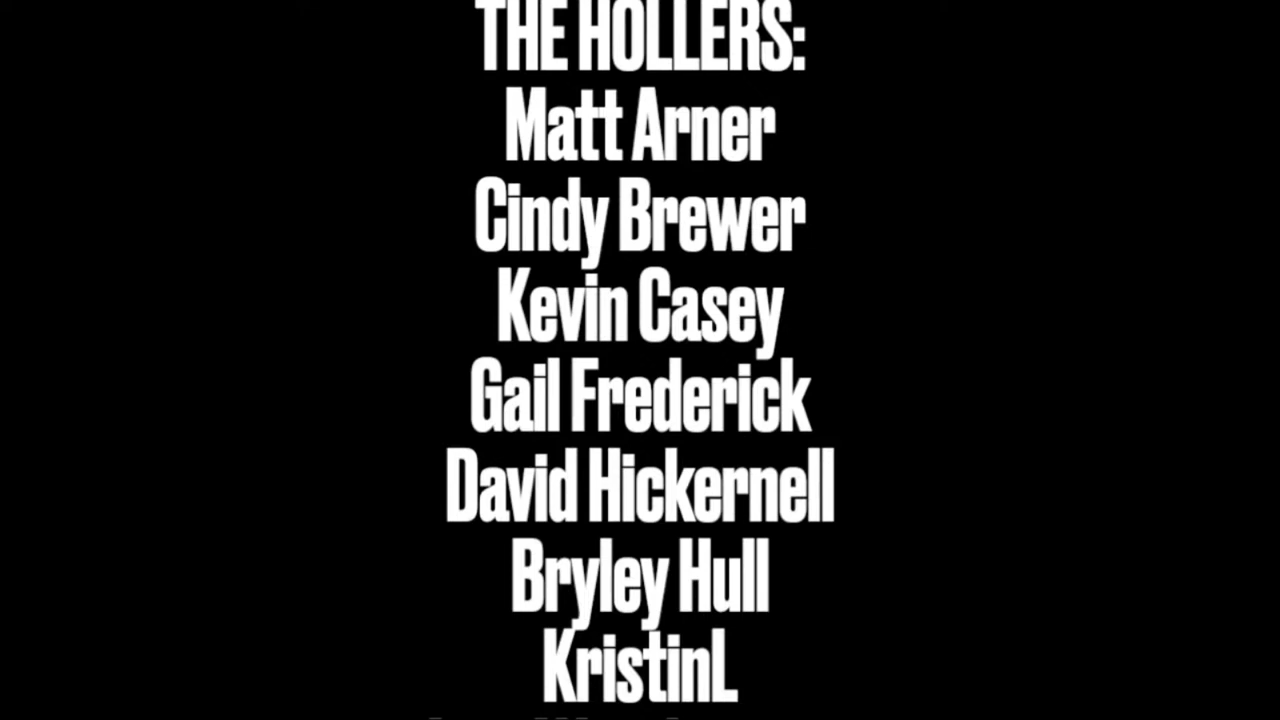 THE HOLLERS:
Matt Arner
Cindy Brewer
Kevin Casey
Gail Frederick
David Hickernell
Bryley Hull
KristinL